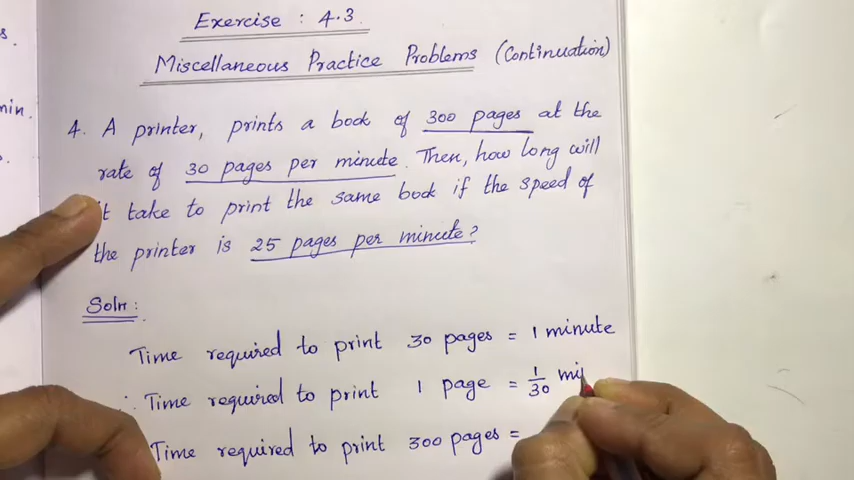 Exercise : 4.3
Miscellaneous Practice Problems (Continuation)
4. A printer, prints a book of 300 pages at the
rate of 30 pages per minute. Then, how long will
it take to print the same book if the speed of
the printer is 25 pages per minute?
Soln :
Time required to print 30 pages = 1 minute
∴ Time required to print 1 page = 1/30 mi
Time required to print 300 pages =
min.